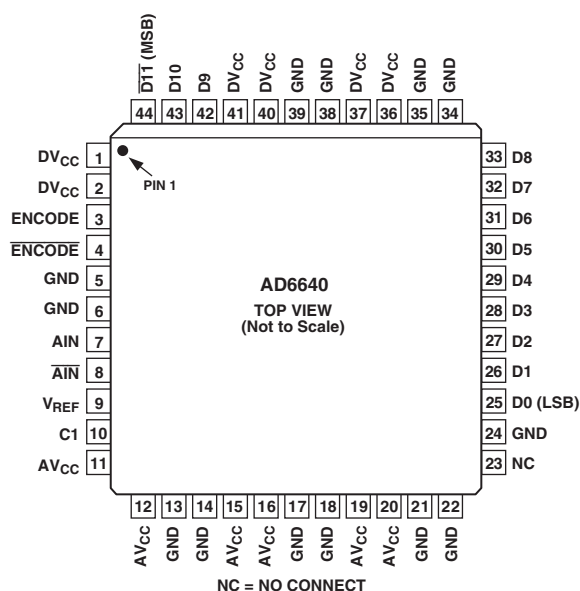 D̅1̅1̅ (MSB)
D10
D9
DVCC
DVCC
GND
GND
DVCC
DVCC
GND
GND
44 43 42 41 40 39 38 37 36 35 34
DVCC 1
DVCC 2
ENCODE 3
E̅N̅C̅O̅D̅E̅ 4
GND 5
GND 6
AIN 7
A̅I̅N̅ 8
VREF 9
C1 10
AVCC 11
PIN 1
AD6640
TOP VIEW
(Not to Scale)
33 D8
32 D7
31 D6
30 D5
29 D4
28 D3
27 D2
26 D1
25 D0 (LSB)
24 GND
23 NC
12 13 14 15 16 17 18 19 20 21 22
AVCC
GND
GND
AVCC
AVCC
GND
GND
AVCC
AVCC
GND
GND
NC = NO CONNECT